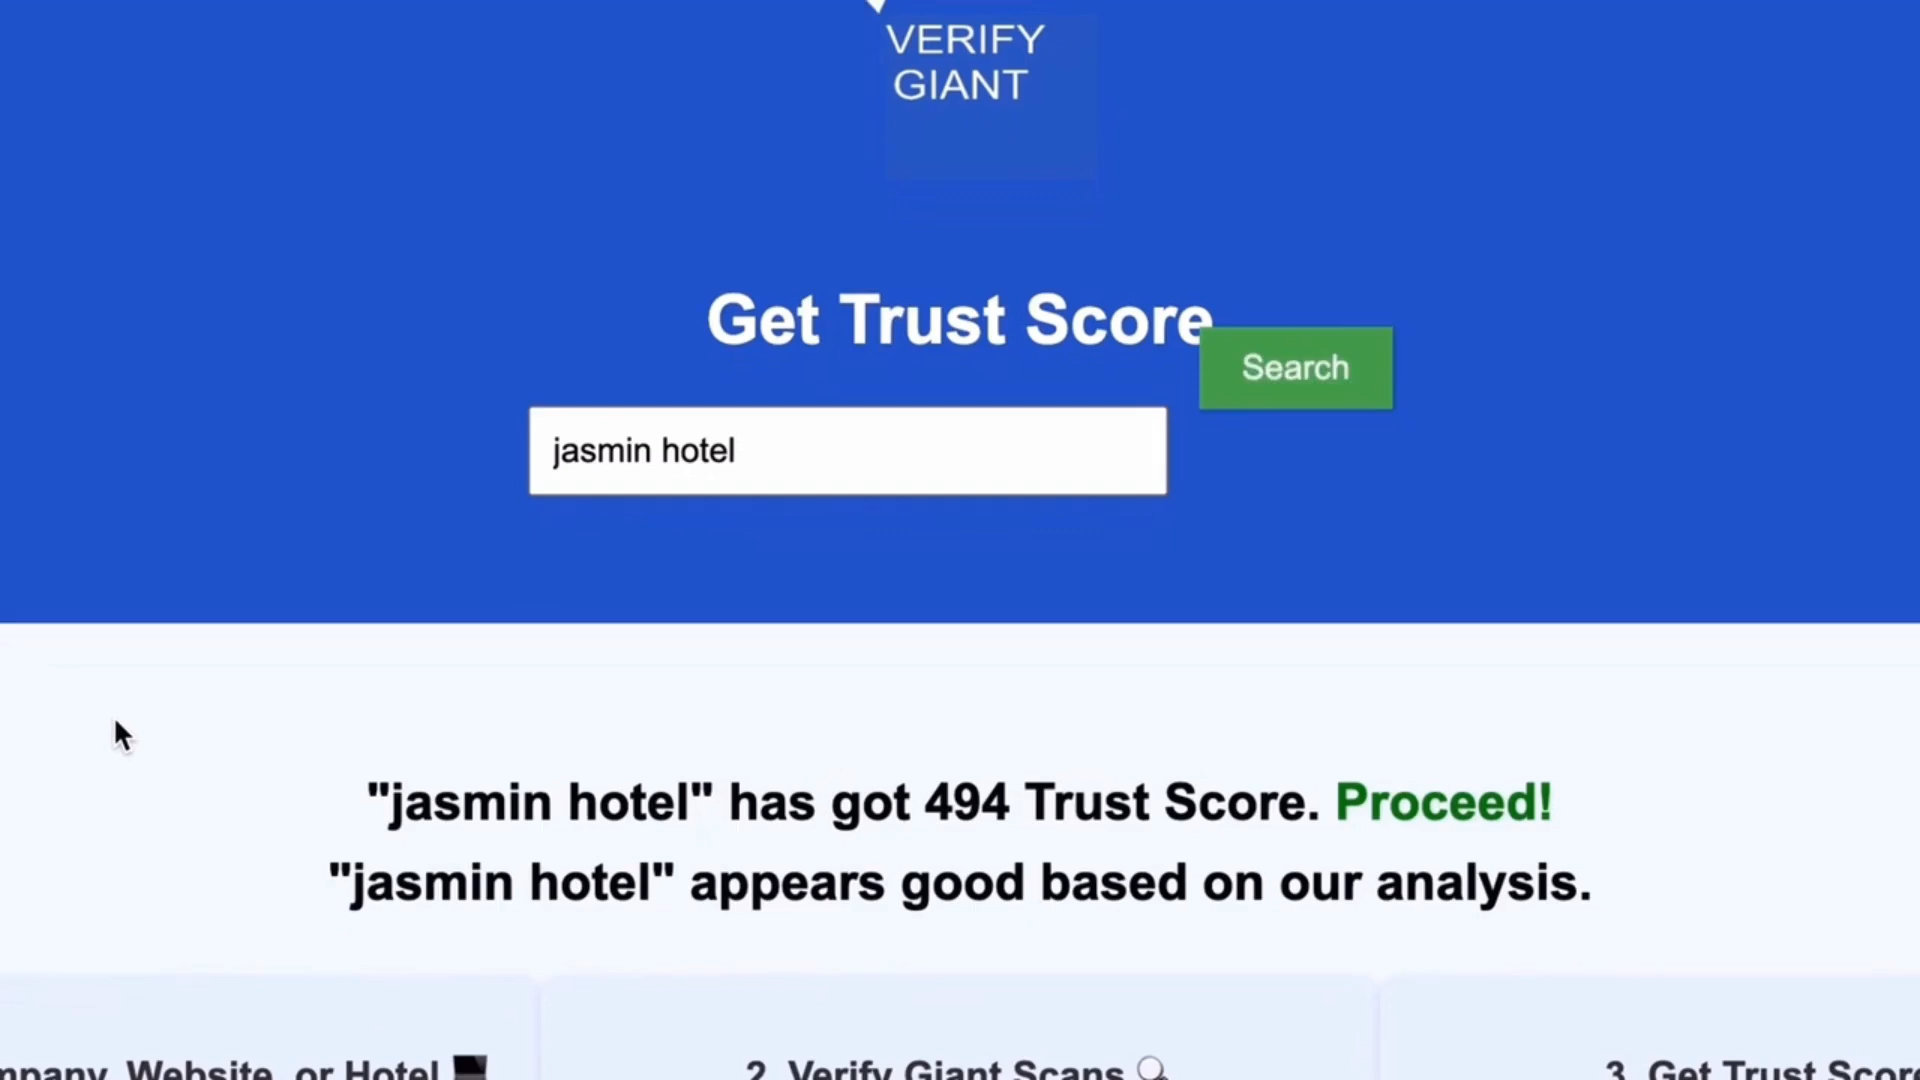 VERIFY
GIANT
Get Trust Score
Search
jasmin hotel
"jasmin hotel" has got 494 Trust Score. Proceed!
"jasmin hotel" appears good based on our analysis.
Website, or Hotel
2. Verify Giant Scans
3. Get Trust Score